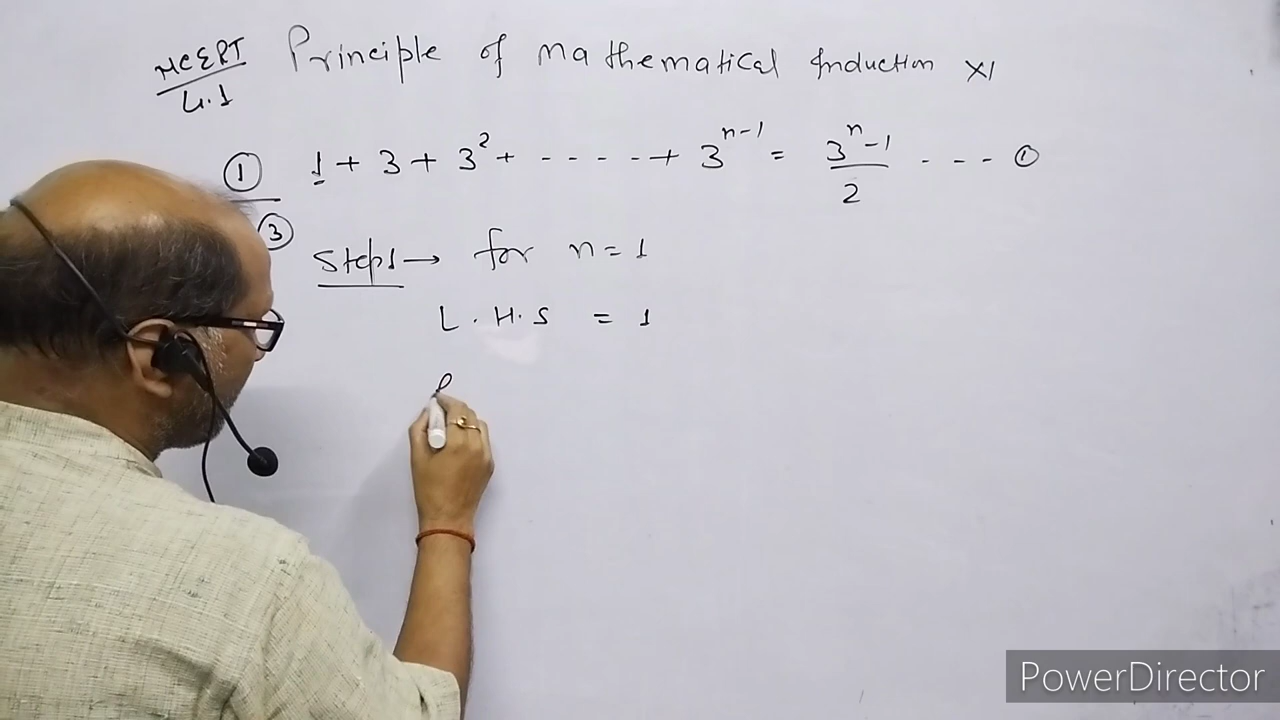 NCERT Principle of Mathematical Induction XI
4.1
① 1 + 3 + 3² + - - - - - + 3ⁿ⁻¹ = (3ⁿ - 1)/2 - - - ①
③
Step1 → for n = 1
L.H.S = 1
PowerDirector